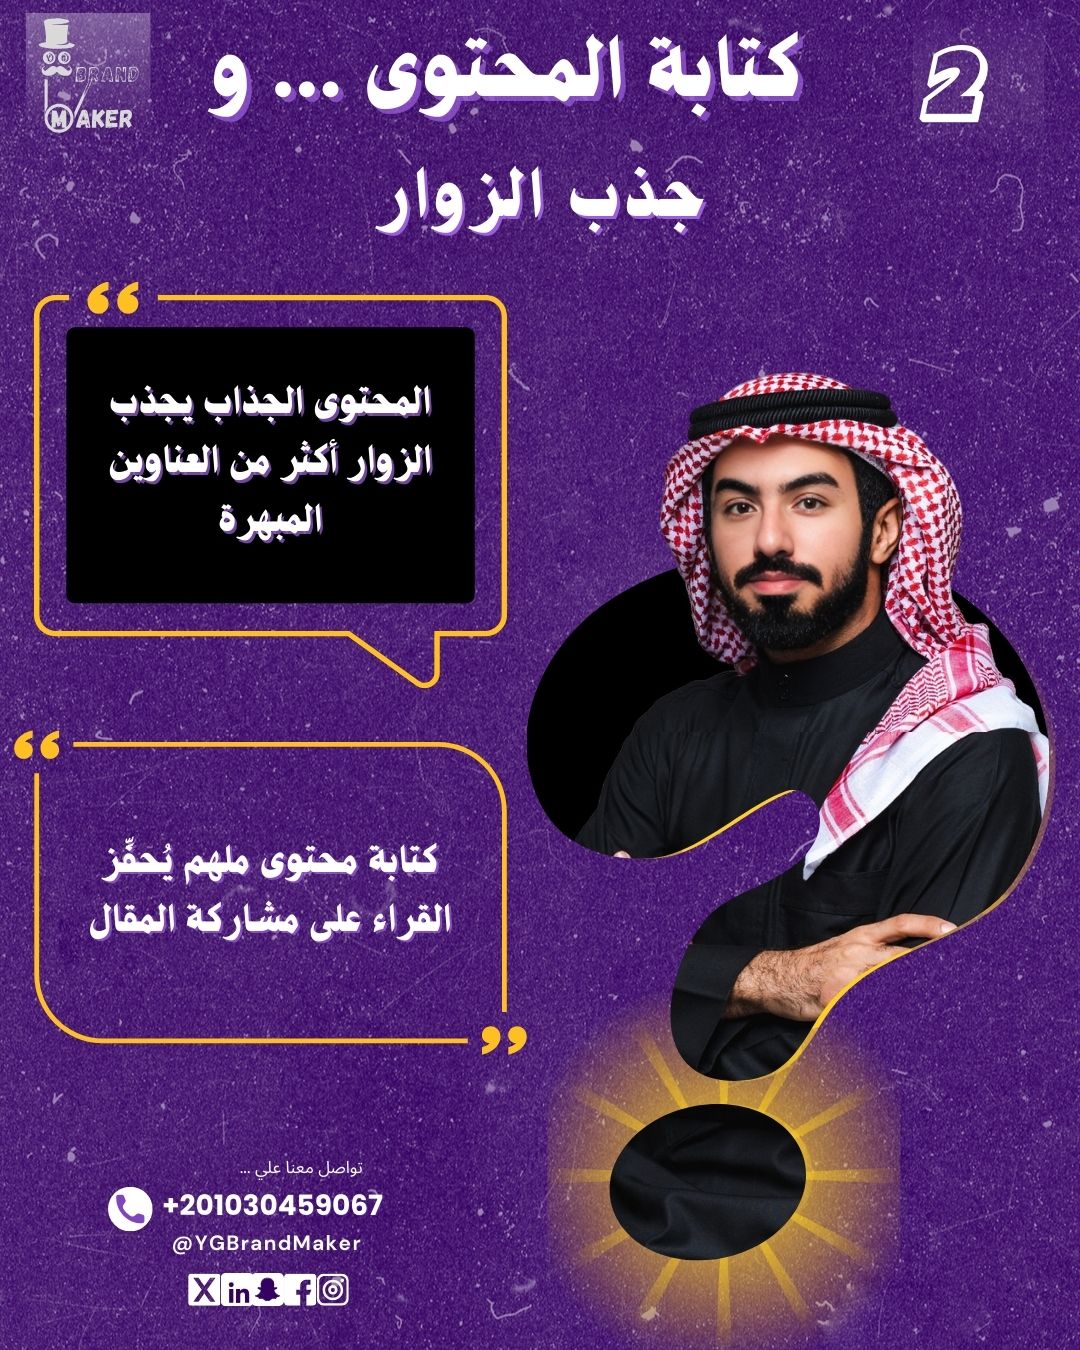 BRAND
MAKER
2
كتابة المحتوى ... و
جذب الزوار
المحتوى الجذاب يجذب
الزوار أكثر من العناوين
المبهرة
كتابة محتوى ملهم يُحفِّز
القراء على مشاركة المقال
تواصل معنا علي ...
+201030459067
@YGBrandMaker